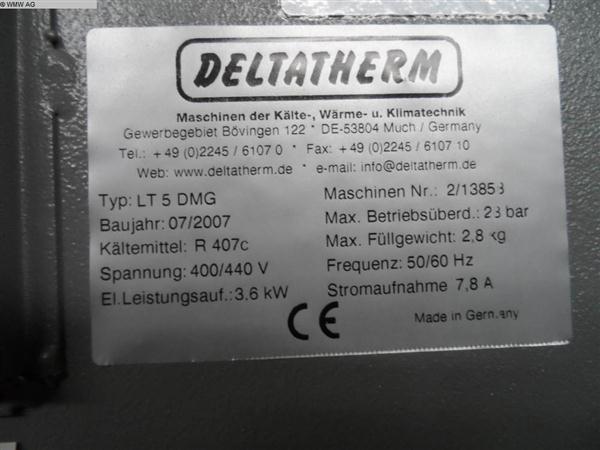 © WMW AG
DELTATHERM
Maschinen der Kälte-, Wärme- u. Klimatechnik
Gewerbegebiet Bövingen 122 * DE-53804 Much / Germany
Tel.: + 49 (0)2245 / 6107 0 * Fax: + 49 (0)2245 / 6107 10
Web: www.deltatherm.de * e-mail: info@deltatherm.de
Typ: LT 5 DMG
Baujahr: 07/2007
Kältemittel: R 407c
Spannung: 400/440 V
El.Leistungsauf.: 3.6 kW
Maschinen Nr.: 2/13853
Max. Betriebsüberd.: 23 bar
Max. Füllgewicht: 2,8 kg
Frequenz: 50/60 Hz
Stromaufnahme 7,8 A
CE
Made in Germany